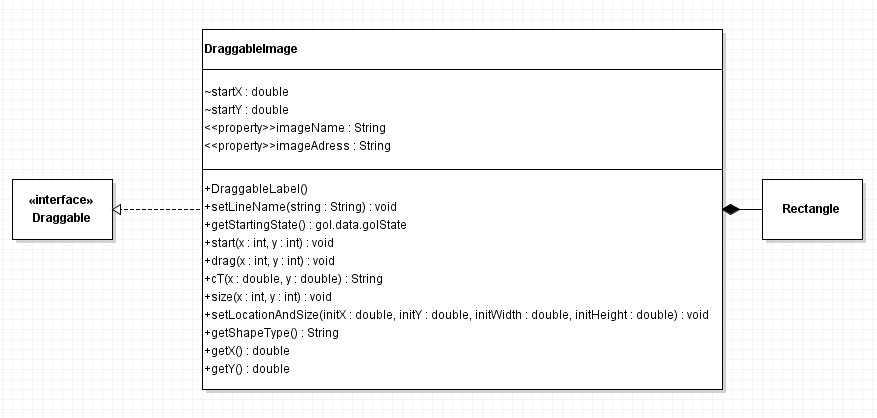 DraggableImage
~startX : double
~startY : double
<<property>>imageName : String
<<property>>imageAdress : String
«interface»
Draggable
+DraggableLabel()
+setLineName(string : String) : void
+getStartingState() : gol.data.golState
+start(x : int, y : int) : void
+drag(x : int, y : int) : void
+cT(x : double, y : double) : String
+size(x : int, y : int) : void
+setLocationAndSize(initX : double, initY : double, initWidth : double, initHeight : double) : void
+getShapeType() : String
+getX() : double
+getY() : double
Rectangle